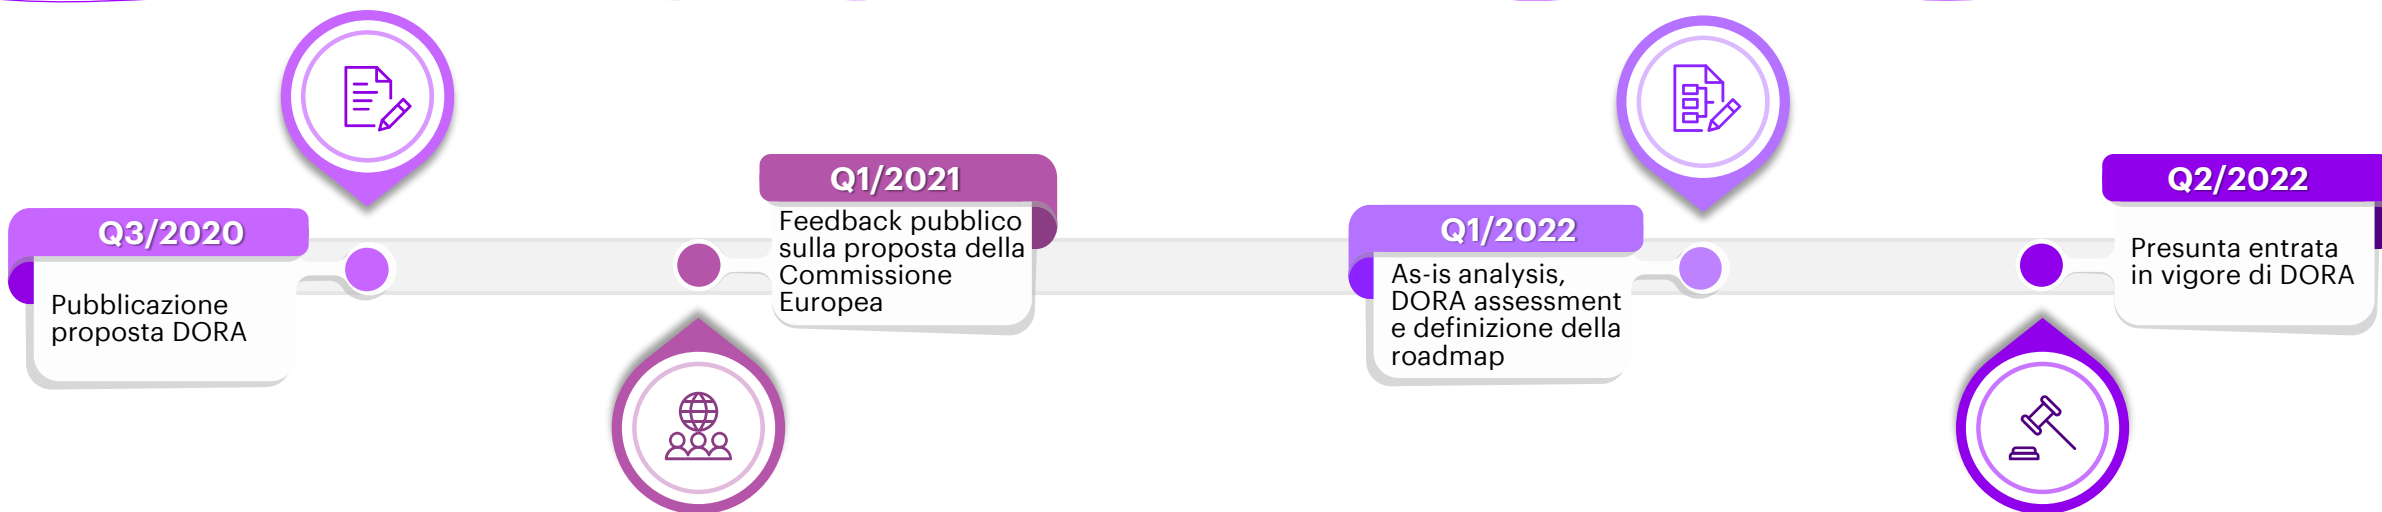 Q3/2020
Pubblicazione
proposta DORA
Q1/2021
Feedback pubblico
sulla proposta della
Commissione
Europea
Q1/2022
As-is analysis,
DORA assessment
e definizione della
roadmap
Q2/2022
Presunta entrata
in vigore di DORA